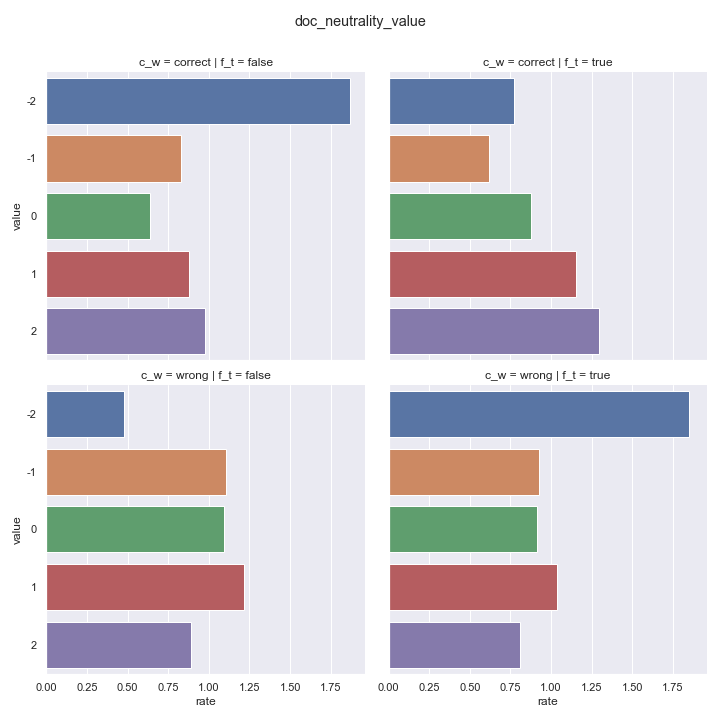 doc_neutrality_value
c_w = correct | f_t = false
c_w = correct | f_t = true
-2
-1
0
1
2
value
c_w = wrong | f_t = false
c_w = wrong | f_t = true
-2
-1
0
1
2
value
0.00 0.25 0.50 0.75 1.00 1.25 1.50 1.75
rate
0.00 0.25 0.50 0.75 1.00 1.25 1.50 1.75
rate